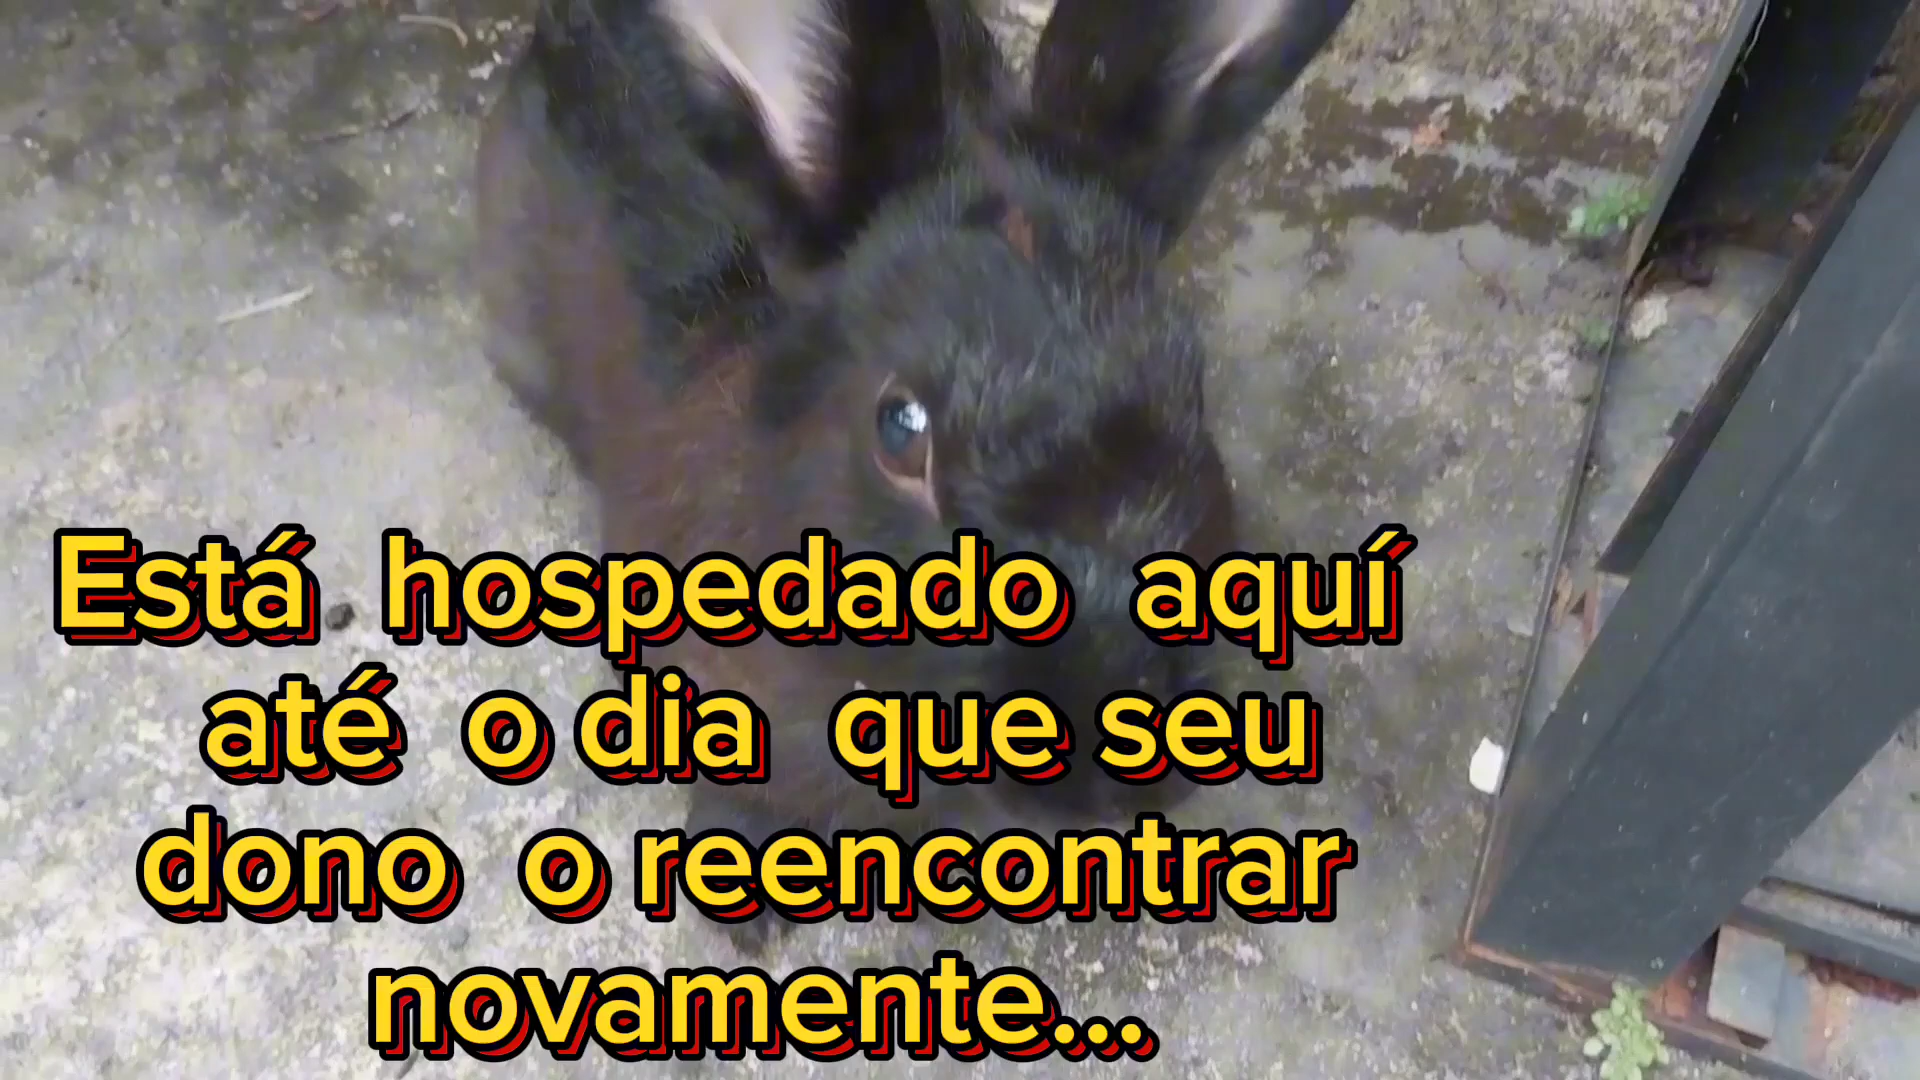 Está hospedado aquí
até o dia que seu
dono o reencontrar
novamente...